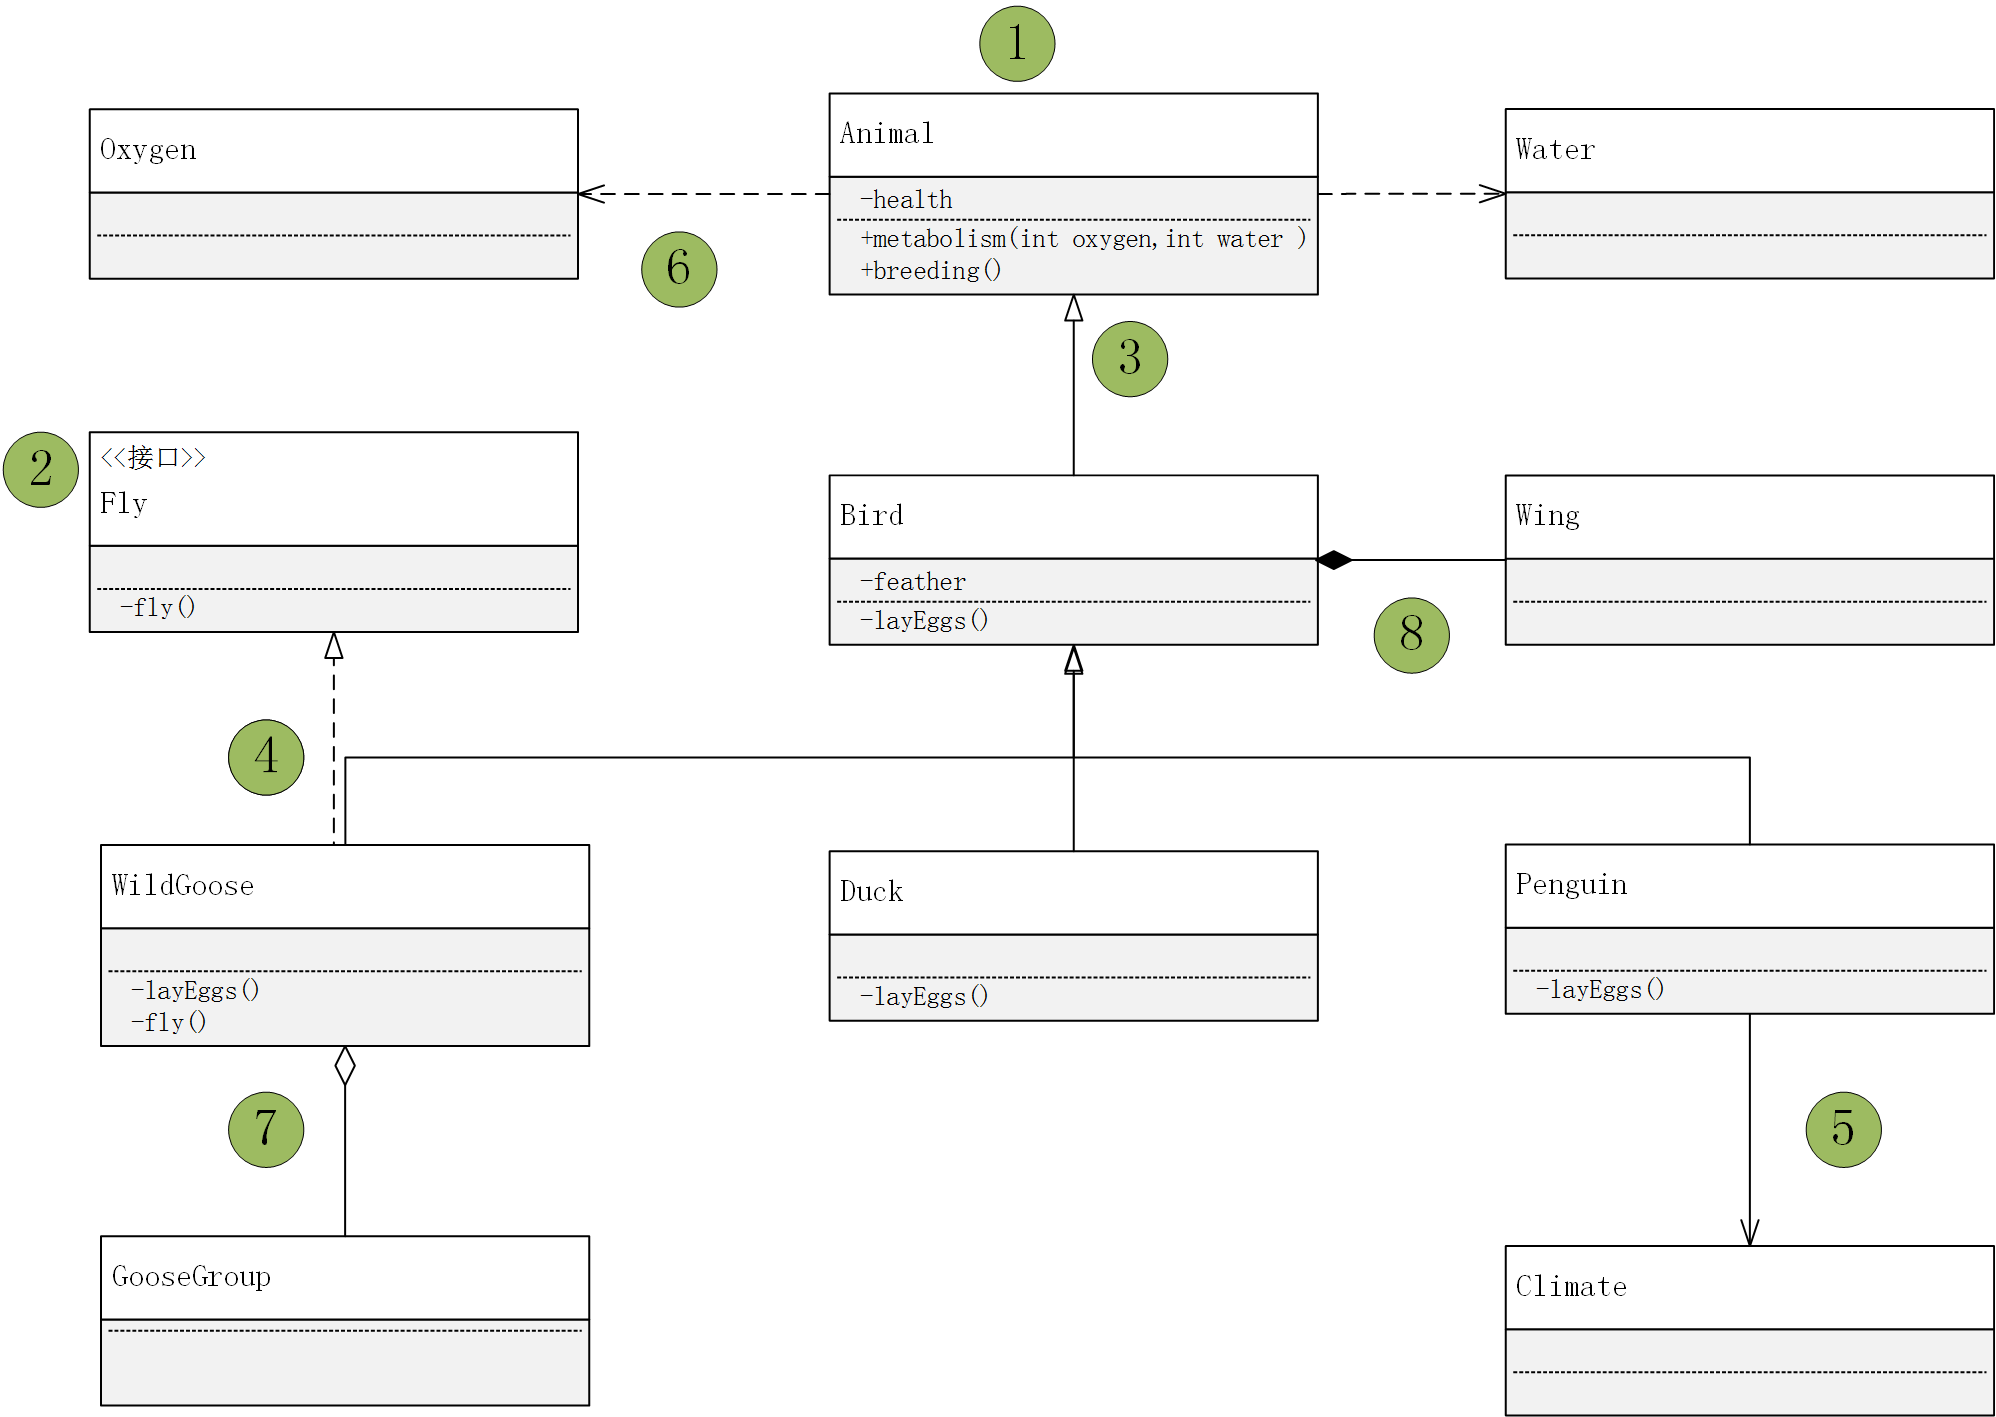 1
Oxygen
Animal
-health
+metabolism(int oxygen,int water )
+breeding()
Water
6
3
2
<<接口>>
Fly
-fly()
Bird
-feather
-layEggs()
Wing
8
4
WildGoose
-layEggs()
-fly()
Duck
-layEggs()
Penguin
-layEggs()
7
5
GooseGroup
Climate